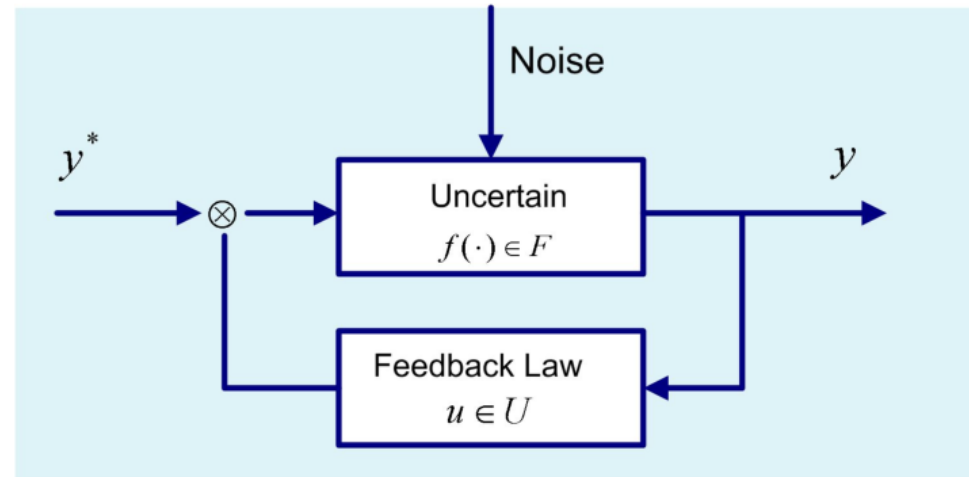 Noise
y*
y
Uncertain
f(·) ∈ F
Feedback Law
u ∈ U